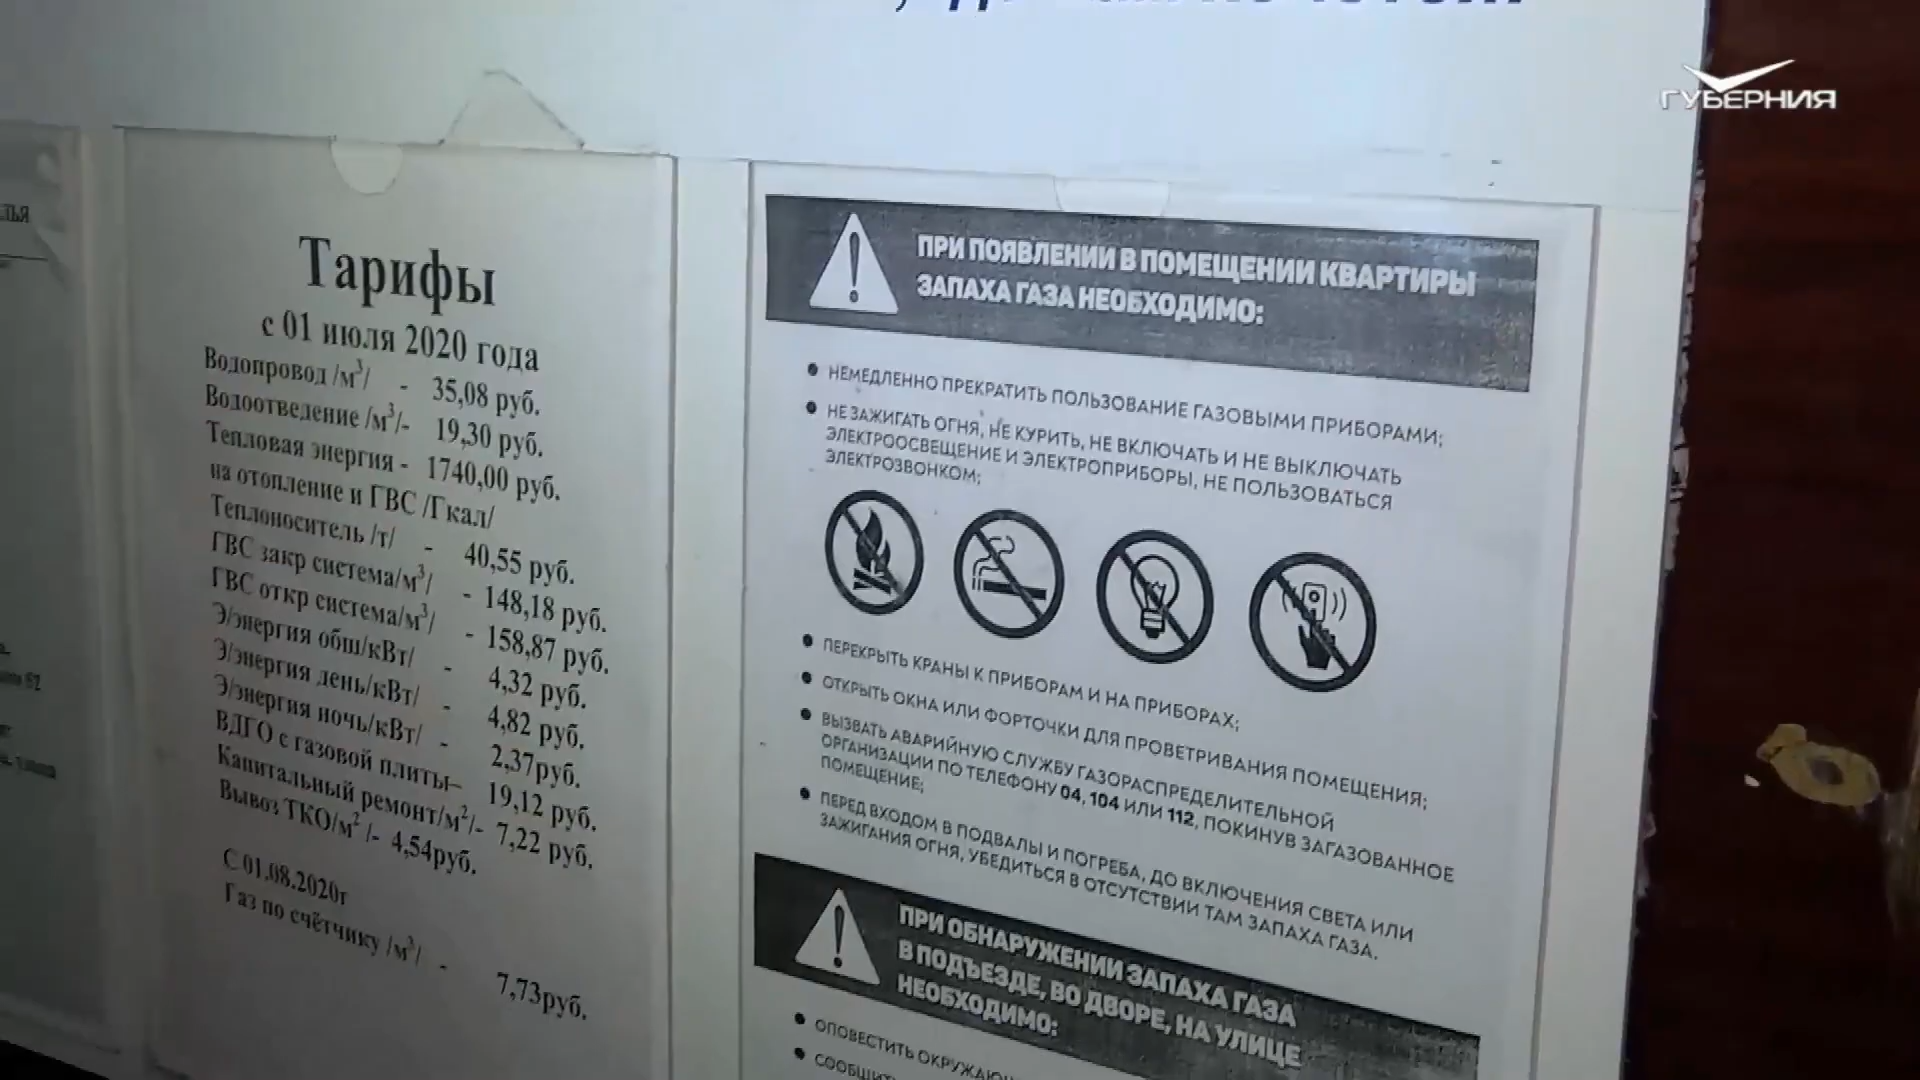 ГУБЕРНИЯ
Тарифы
с 01 июля 2020 года
Водопровод /м³/ - 35,08 руб.
Водоотведение /м³/- 19,30 руб.
Тепловая энергия - 1740,00 руб.
на отопление и ГВС /Гкал/
Теплоноситель /т/ - 40,55 руб.
ГВС закр система/м³/ - 148,18 руб.
ГВС откр система/м³/ - 158,87 руб.
Э/энергия обш/кВт/ - 4,32 руб.
Э/энергия день/кВт/ - 4,82 руб.
Э/энергия ночь/кВт/ - 2,37руб.
ВДГО с газовой плиты– 19,12 руб.
Капитальный ремонт/м²/- 7,22 руб.
Вывоз ТКО/м² /- 4,54руб.
С 01.08.2020г
Газ по счётчику /м³/ - 7,73руб.
ПРИ ПОЯВЛЕНИИ В ПОМЕЩЕНИИ КВАРТИРЫ
ЗАПАХА ГАЗА НЕОБХОДИМО:
• НЕМЕДЛЕННО ПРЕКРАТИТЬ ПОЛЬЗОВАНИЕ ГАЗОВЫМИ ПРИБОРАМИ;
• НЕ ЗАЖИГАТЬ ОГНЯ, НЕ КУРИТЬ, НЕ ВКЛЮЧАТЬ И НЕ ВЫКЛЮЧАТЬ
ЭЛЕКТРООСВЕЩЕНИЕ И ЭЛЕКТРОПРИБОРЫ, НЕ ПОЛЬЗОВАТЬСЯ
ЭЛЕКТРОЗВОНКОМ;
• ПЕРЕКРЫТЬ КРАНЫ К ПРИБОРАМ И НА ПРИБОРАХ;
• ОТКРЫТЬ ОКНА ИЛИ ФОРТОЧКИ ДЛЯ ПРОВЕТРИВАНИЯ ПОМЕЩЕНИЯ;
• ВЫЗВАТЬ АВАРИЙНУЮ СЛУЖБУ ГАЗОРАСПРЕДЕЛИТЕЛЬНОЙ
ОРГАНИЗАЦИИ ПО ТЕЛЕФОНУ 04, 104 ИЛИ 112, ПОКИНУВ ЗАГАЗОВАННОЕ
ПОМЕЩЕНИЕ;
• ПЕРЕД ВХОДОМ В ПОДВАЛЫ И ПОГРЕБА, ДО ВКЛЮЧЕНИЯ СВЕТА ИЛИ
ЗАЖИГАНИЯ ОГНЯ, УБЕДИТЬСЯ В ОТСУТСТВИИ ТАМ ЗАПАХА ГАЗА.
ПРИ ОБНАРУЖЕНИИ ЗАПАХА ГАЗА
В ПОДЪЕЗДЕ, ВО ДВОРЕ, НА УЛИЦЕ
НЕОБХОДИМО:
• ОПОВЕСТИТЬ